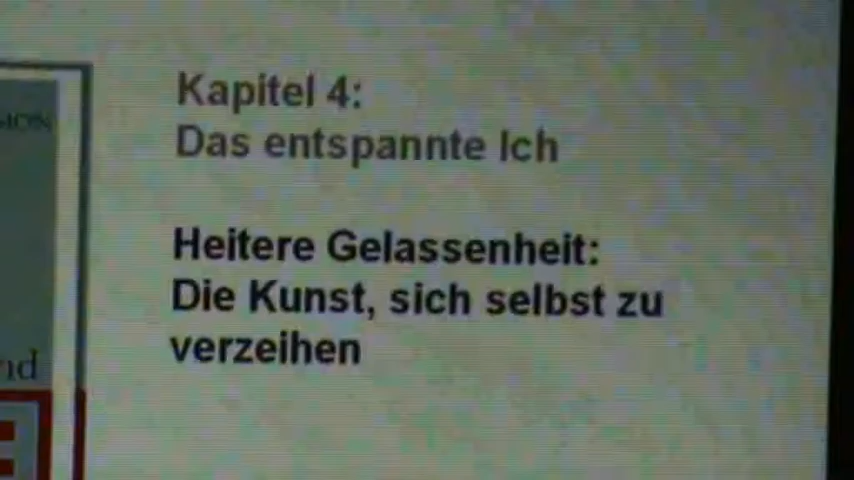 Kapitel 4:
Das entspannte Ich
Heitere Gelassenheit:
Die Kunst, sich selbst zu
verzeihen